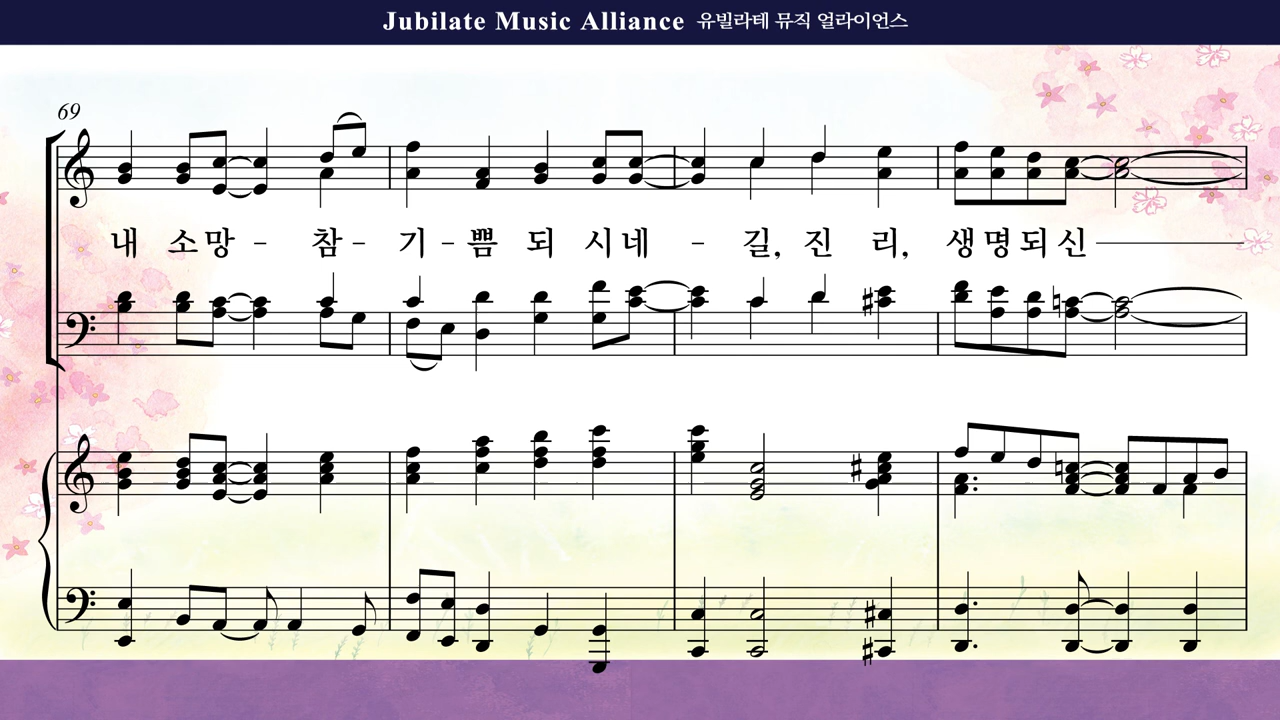 Jubilate Music Alliance 유빌라테 뮤직 얼라이언스
69
내 소망 - 참 - 기 - 쁨 되 시네 - 길, 진 리, 생명되신